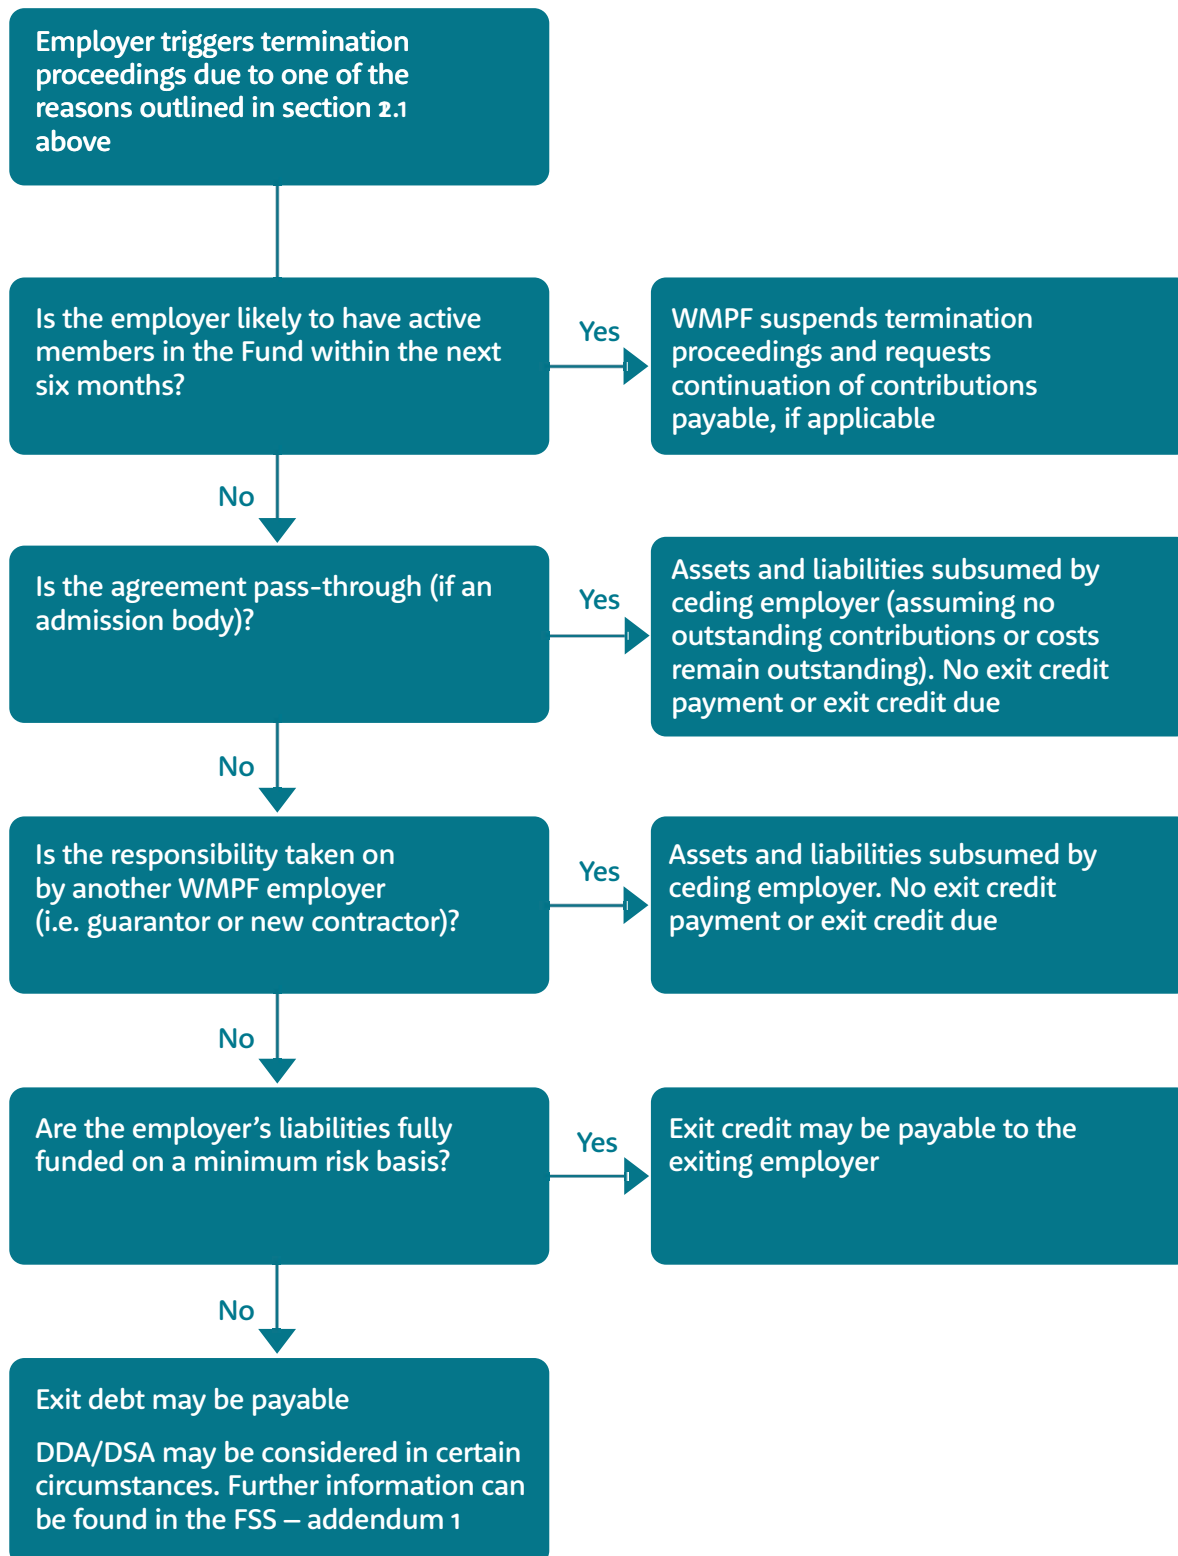 Employer triggers termination
proceedings due to one of the
reasons outlined in section 2.1
above
Is the employer likely to have active
members in the Fund within the next
six months?
Yes
WMPF suspends termination
proceedings and requests
continuation of contributions
payable, if applicable
No
Is the agreement pass-through (if an
admission body)?
Yes
Assets and liabilities subsumed by
ceding employer (assuming no
outstanding contributions or costs
remain outstanding). No exit credit
payment or exit credit due
No
Is the responsibility taken on
by another WMPF employer
(i.e. guarantor or new contractor)?
Yes
Assets and liabilities subsumed by
ceding employer. No exit credit
payment or exit credit due
No
Are the employer’s liabilities fully
funded on a minimum risk basis?
Yes
Exit credit may be payable to the
exiting employer
No
Exit debt may be payable
DDA/DSA may be considered in certain
circumstances. Further information can
be found in the FSS – addendum 1